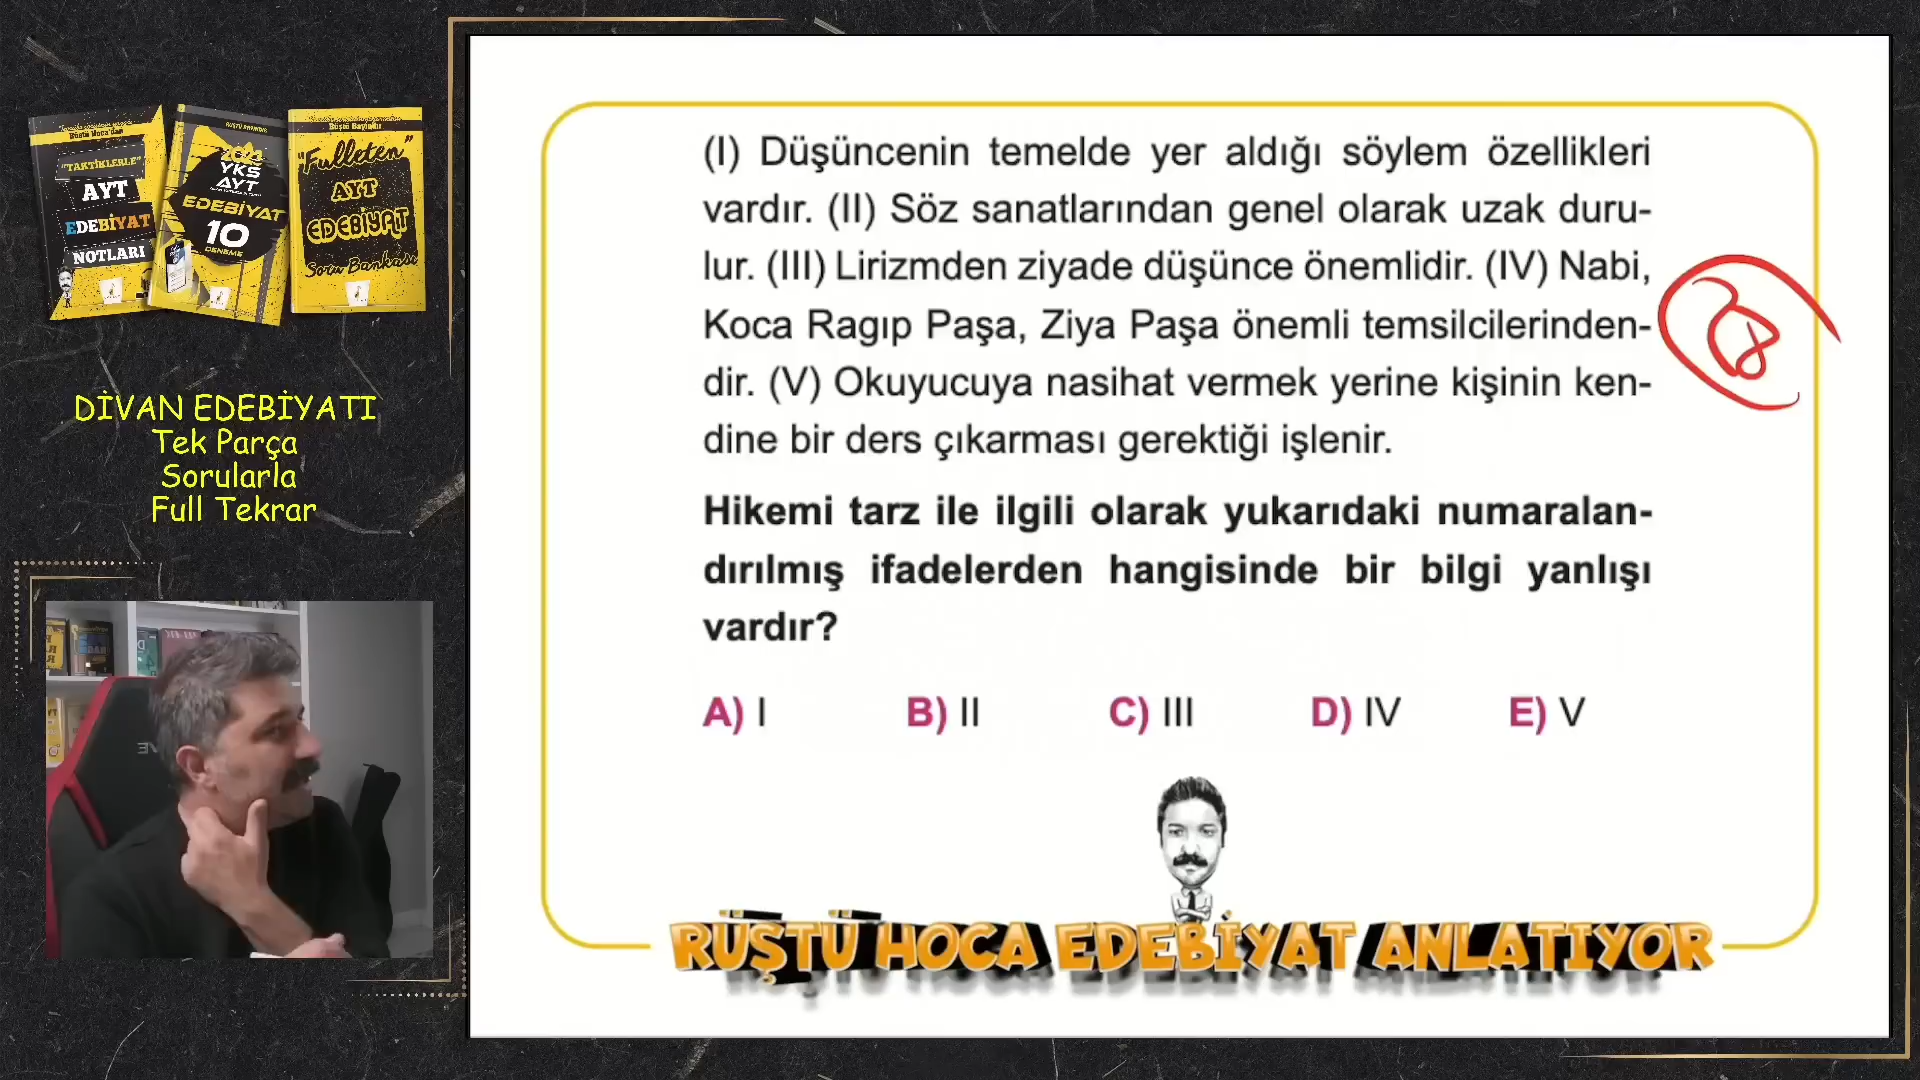 "TAKTİKLERLE"
AYT
EDEBİYAT
NOTLARI
YKS
AYT
EDEBİYAT
10
DENEME
"Fulleten"
AYT
EDEBİYAT
Soru Bankası
DİVAN EDEBİYATI
Tek Parça
Sorularla
Full Tekrar
(I) Düşüncenin temelde yer aldığı söylem özellikleri
vardır. (II) Söz sanatlarından genel olarak uzak duru-
lur. (III) Lirizmden ziyade düşünce önemlidir. (IV) Nabi,
Koca Ragıp Paşa, Ziya Paşa önemli temsilcilerinden-
dir. (V) Okuyucuya nasihat vermek yerine kişinin ken-
dine bir ders çıkarması gerektiği işlenir.
Hikemi tarz ile ilgili olarak yukarıdaki numaralan-
dırılmış ifadelerden hangisinde bir bilgi yanlışı
vardır?
A) I B) II C) III D) IV E) V
RÜŞTÜ HOCA EDEBİYAT ANLATIYOR